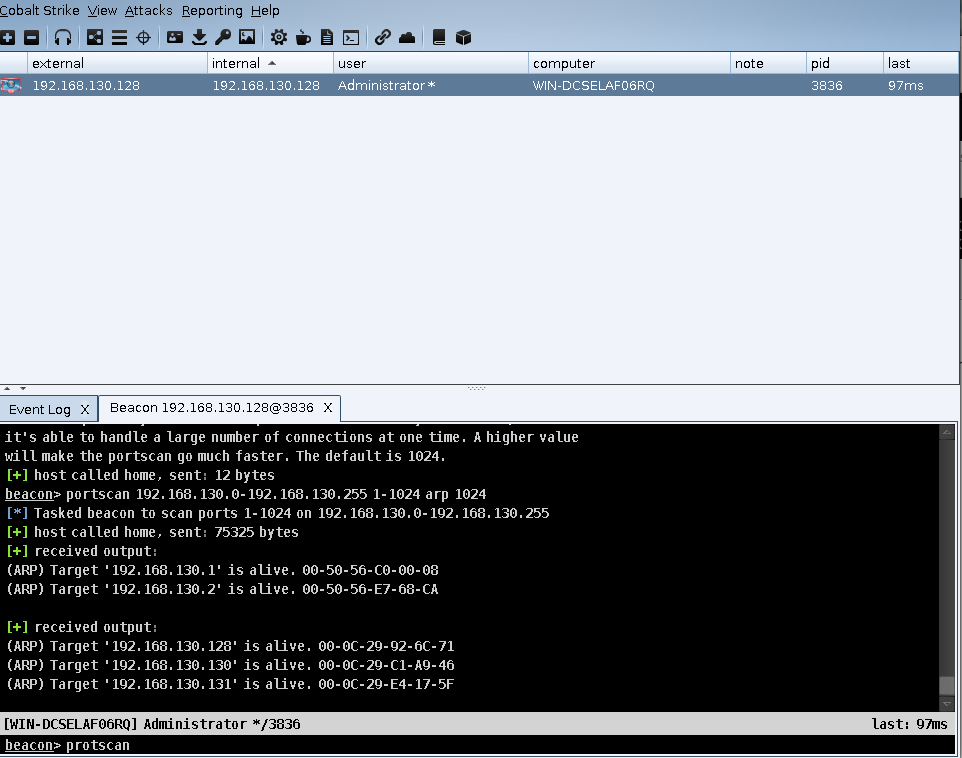 Cobalt Strike View Attacks Reporting Help
external internal user computer note pid last
192.168.130.128 192.168.130.128 Administrator * WIN-DCSELAF06RQ 3836 97ms
Event Log X Beacon 192.168.130.128@3836 X
it's able to handle a large number of connections at one time. A higher value
will make the portscan go much faster. The default is 1024.
[+] host called home, sent: 12 bytes
beacon> portscan 192.168.130.0-192.168.130.255 1-1024 arp 1024
[*] Tasked beacon to scan ports 1-1024 on 192.168.130.0-192.168.130.255
[+] host called home, sent: 75325 bytes
[+] received output:
(ARP) Target '192.168.130.1' is alive. 00-50-56-C0-00-08
(ARP) Target '192.168.130.2' is alive. 00-50-56-E7-68-CA
[+] received output:
(ARP) Target '192.168.130.128' is alive. 00-0C-29-92-6C-71
(ARP) Target '192.168.130.130' is alive. 00-0C-29-C1-A9-46
(ARP) Target '192.168.130.131' is alive. 00-0C-29-E4-17-5F
[WIN-DCSELAF06RQ] Administrator */3836 last: 97ms
beacon> protscan